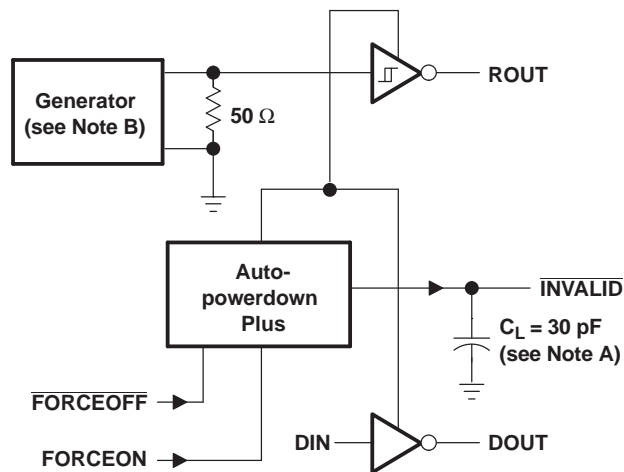 ROUT
Generator
(see Note B)
50 Ω
Auto-
powerdown
Plus
INVALID
C_L = 30 pF
(see Note A)
FORCEOFF
FORCEON
DIN
DOUT